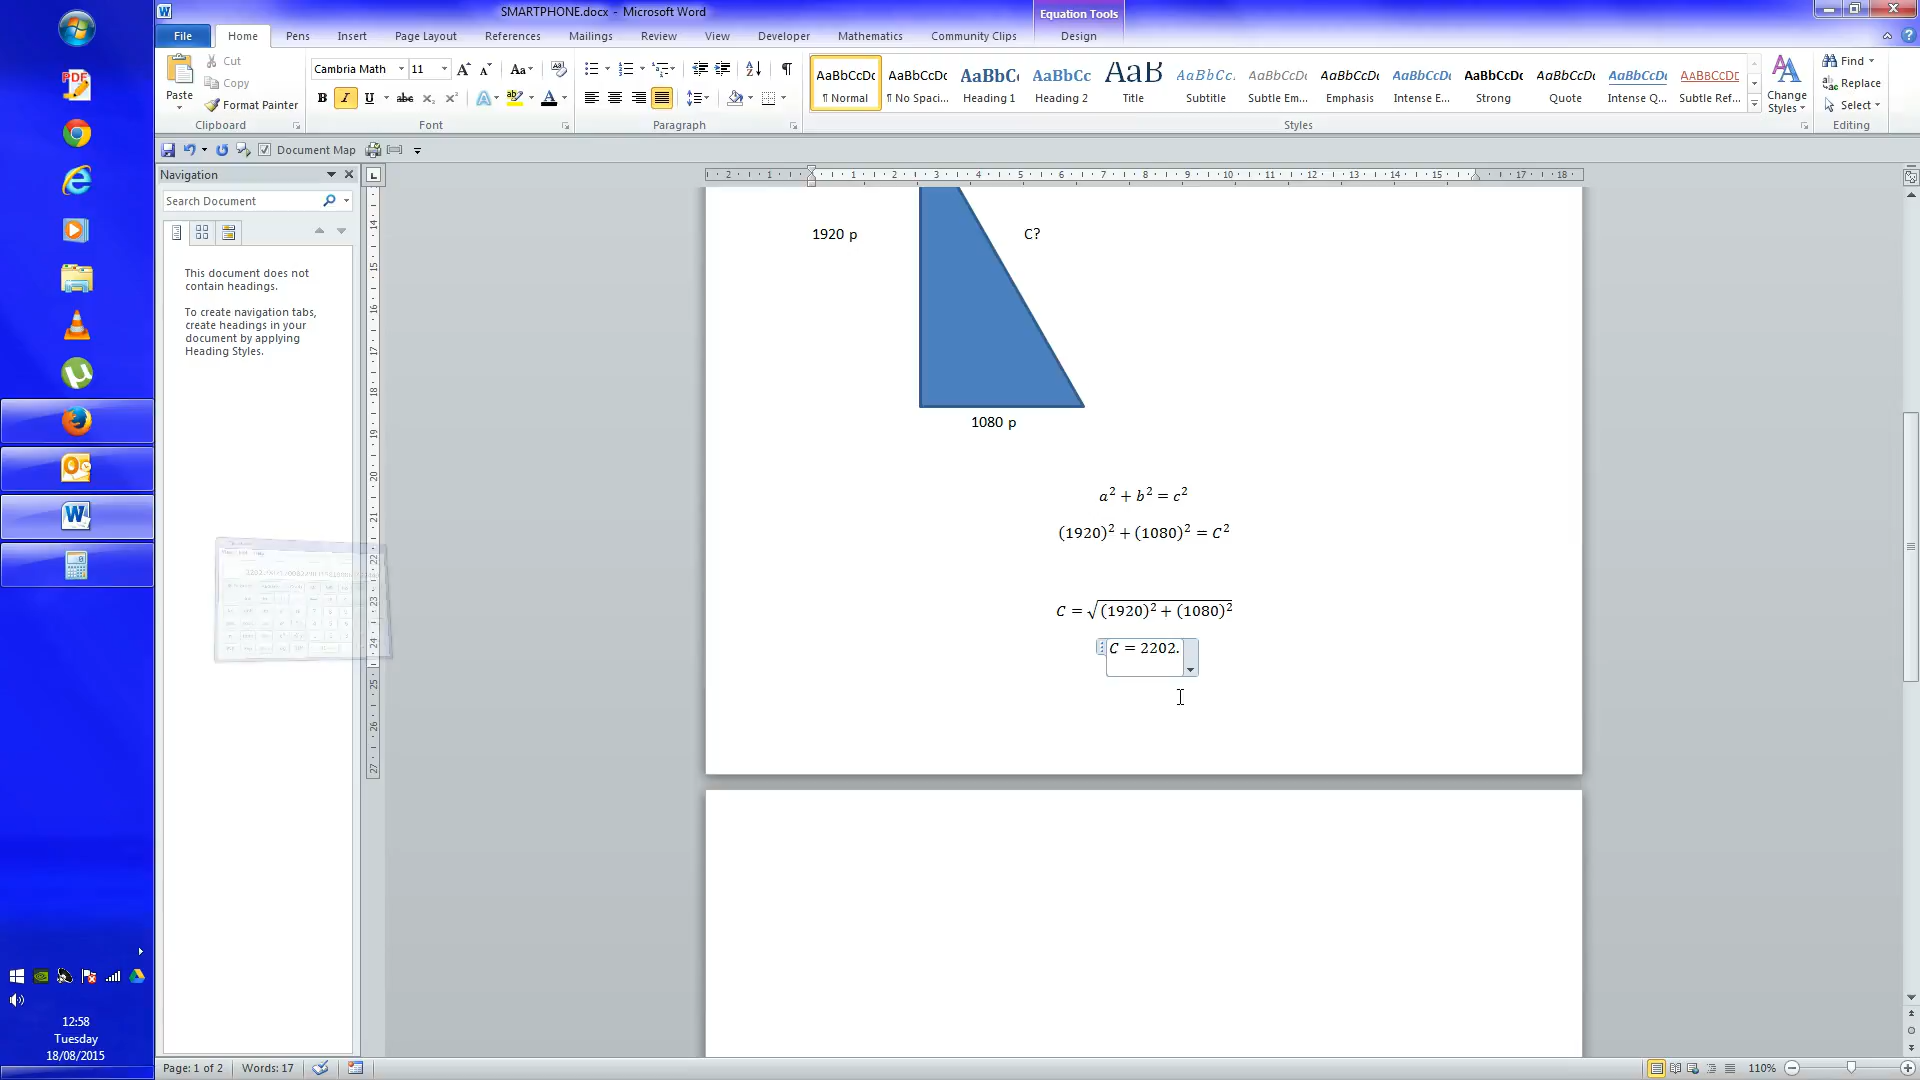 SMARTPHONE.docx - Microsoft Word
Equation Tools
File Home Pens Insert Page Layout References Mailings Review View Developer Mathematics Community Clips Design
Paste
Cut
Copy
Format Painter
Clipboard
Cambria Math 11
Font
Paragraph
AaBbCcDc AaBbCcDc AaBbC AaBbCc AaB AaBbCc. AaBbCcDc AaBbCcDc AaBbCcDc AaBbCcDc AaBbCcDc AaBbCcDc AABBCCDC
¶ Normal ¶ No Spaci... Heading 1 Heading 2 Title Subtitle Subtle Em... Emphasis Intense E... Strong Quote Intense Q... Subtle Ref...
Styles
Change Styles
Find
Replace
Select
Editing
Document Map
Navigation
Search Document
This document does not
contain headings.
To create navigation tabs,
create headings in your
document by applying
Heading Styles.
1920 p
C?
1080 p
a² + b² = c²
(1920)² + (1080)² = C²
C = √(1920)² + (1080)²
C = 2202.
12:58
Tuesday
18/08/2015
Page: 1 of 2
Words: 17
110%